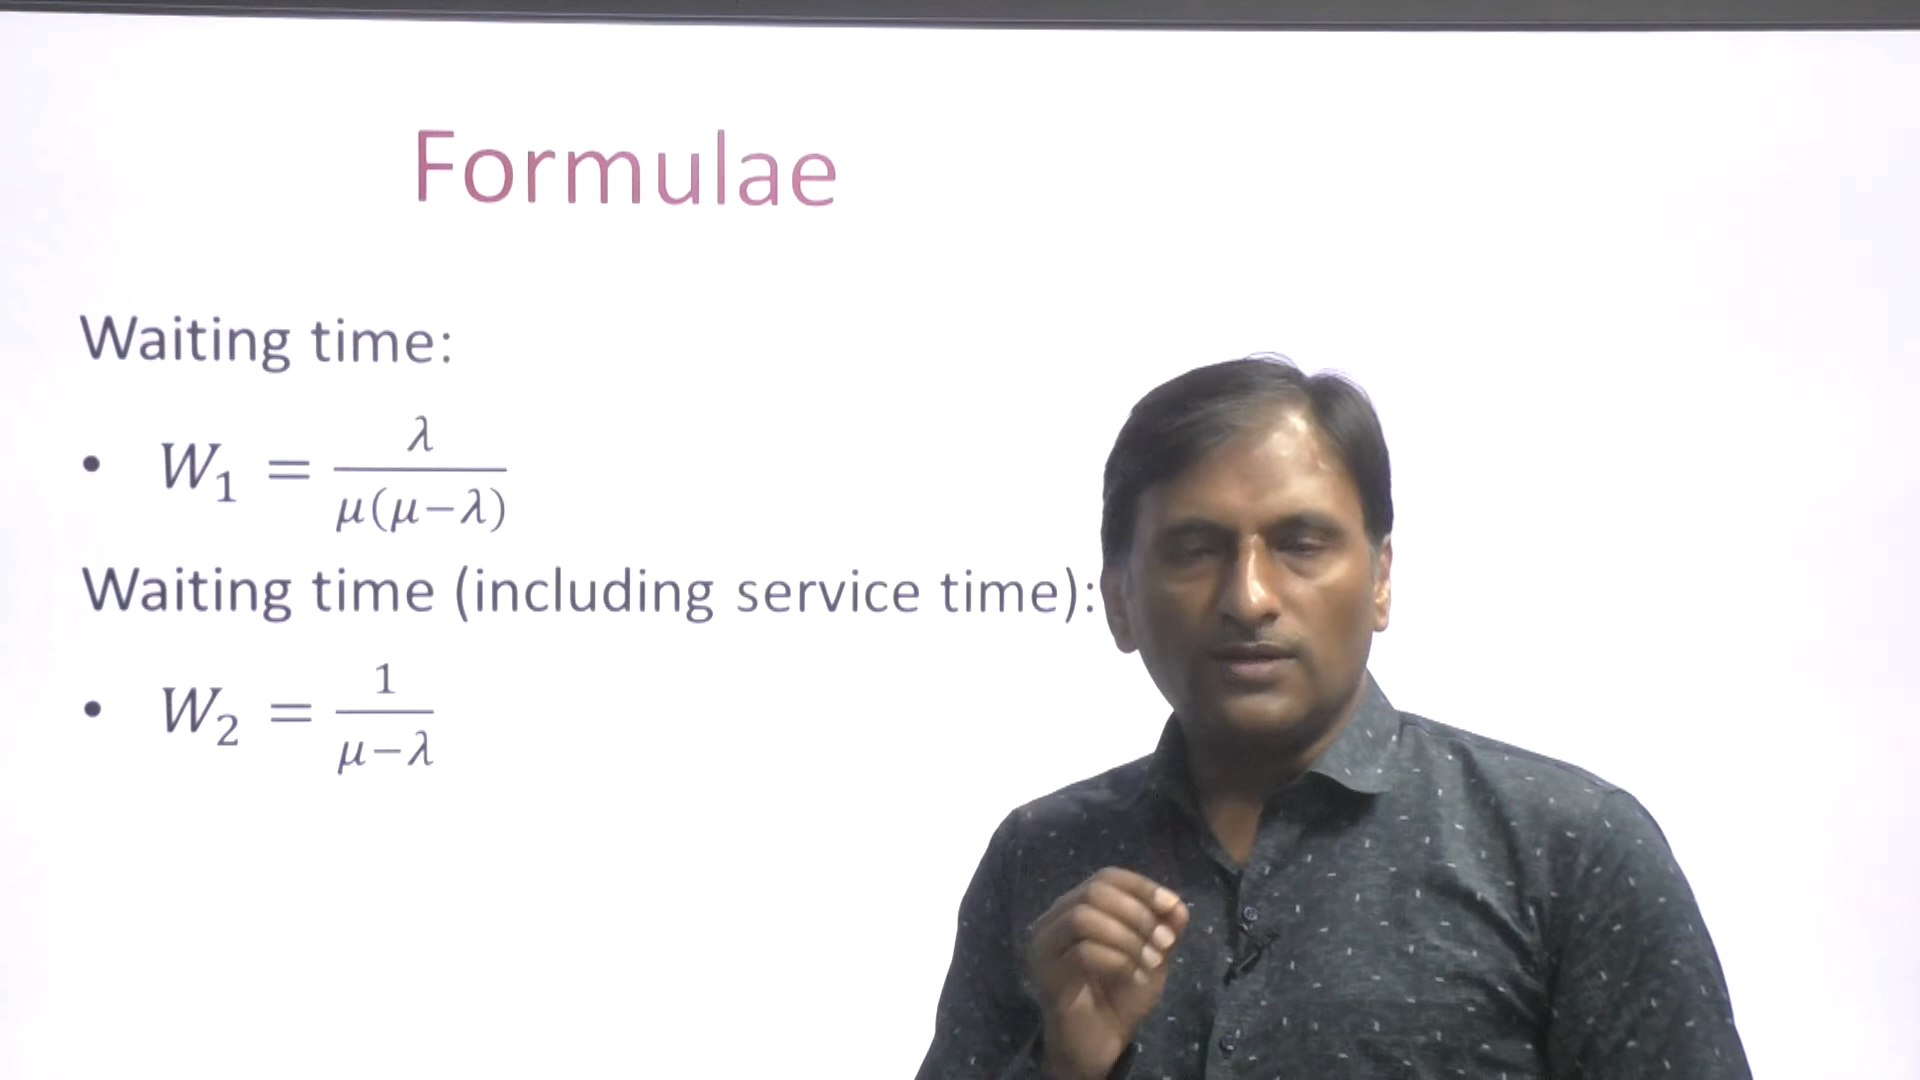 Formulae
Waiting time:
• W₁ = λ / μ(μ−λ)
Waiting time (including service time):
• W₂ = 1 / μ−λ